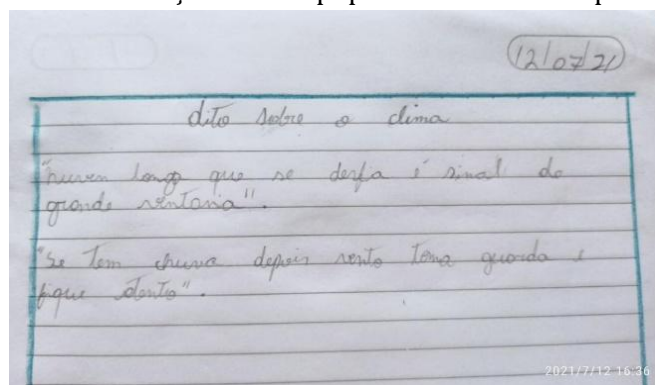 12/07/21
dito sobre o clima
"nuvem longa que se desfia é sinal de
grande ventania".
"Se tem chuva depois vento toma guarda e
fique atento".
2021/7/12 16:36